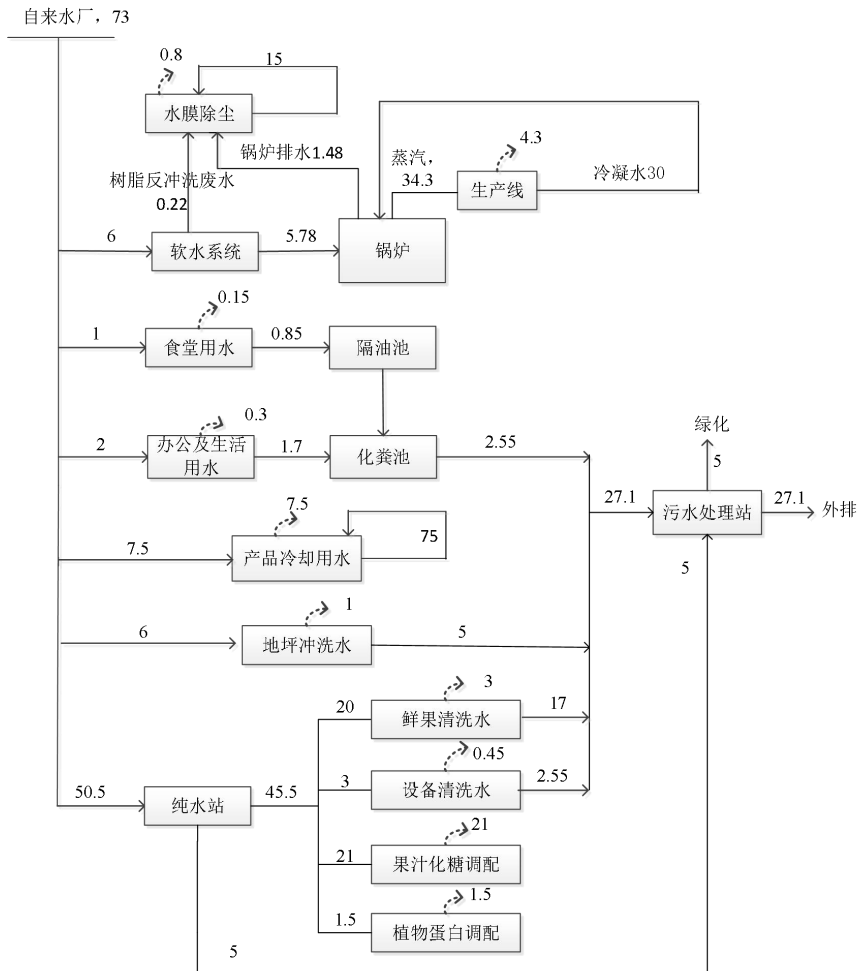 自来水厂，73
0.8
15
水膜除尘
锅炉排水1.48
蒸汽，
34.3
4.3
生产线
冷凝水30
树脂反冲洗废水
0.22
6
软水系统
5.78
锅炉
0.15
1
食堂用水
0.85
隔油池
0.3
2
办公及生活
用水
1.7
化粪池
2.55
绿化
5
27.1
污水处理站
27.1
外排
7.5
7.5
产品冷却用水
75
5
1
6
地坪冲洗水
5
3
20
鲜果清洗水
17
0.45
3
设备清洗水
2.55
50.5
纯水站
45.5
21
21
果汁化糖调配
1.5
1.5
植物蛋白调配
5